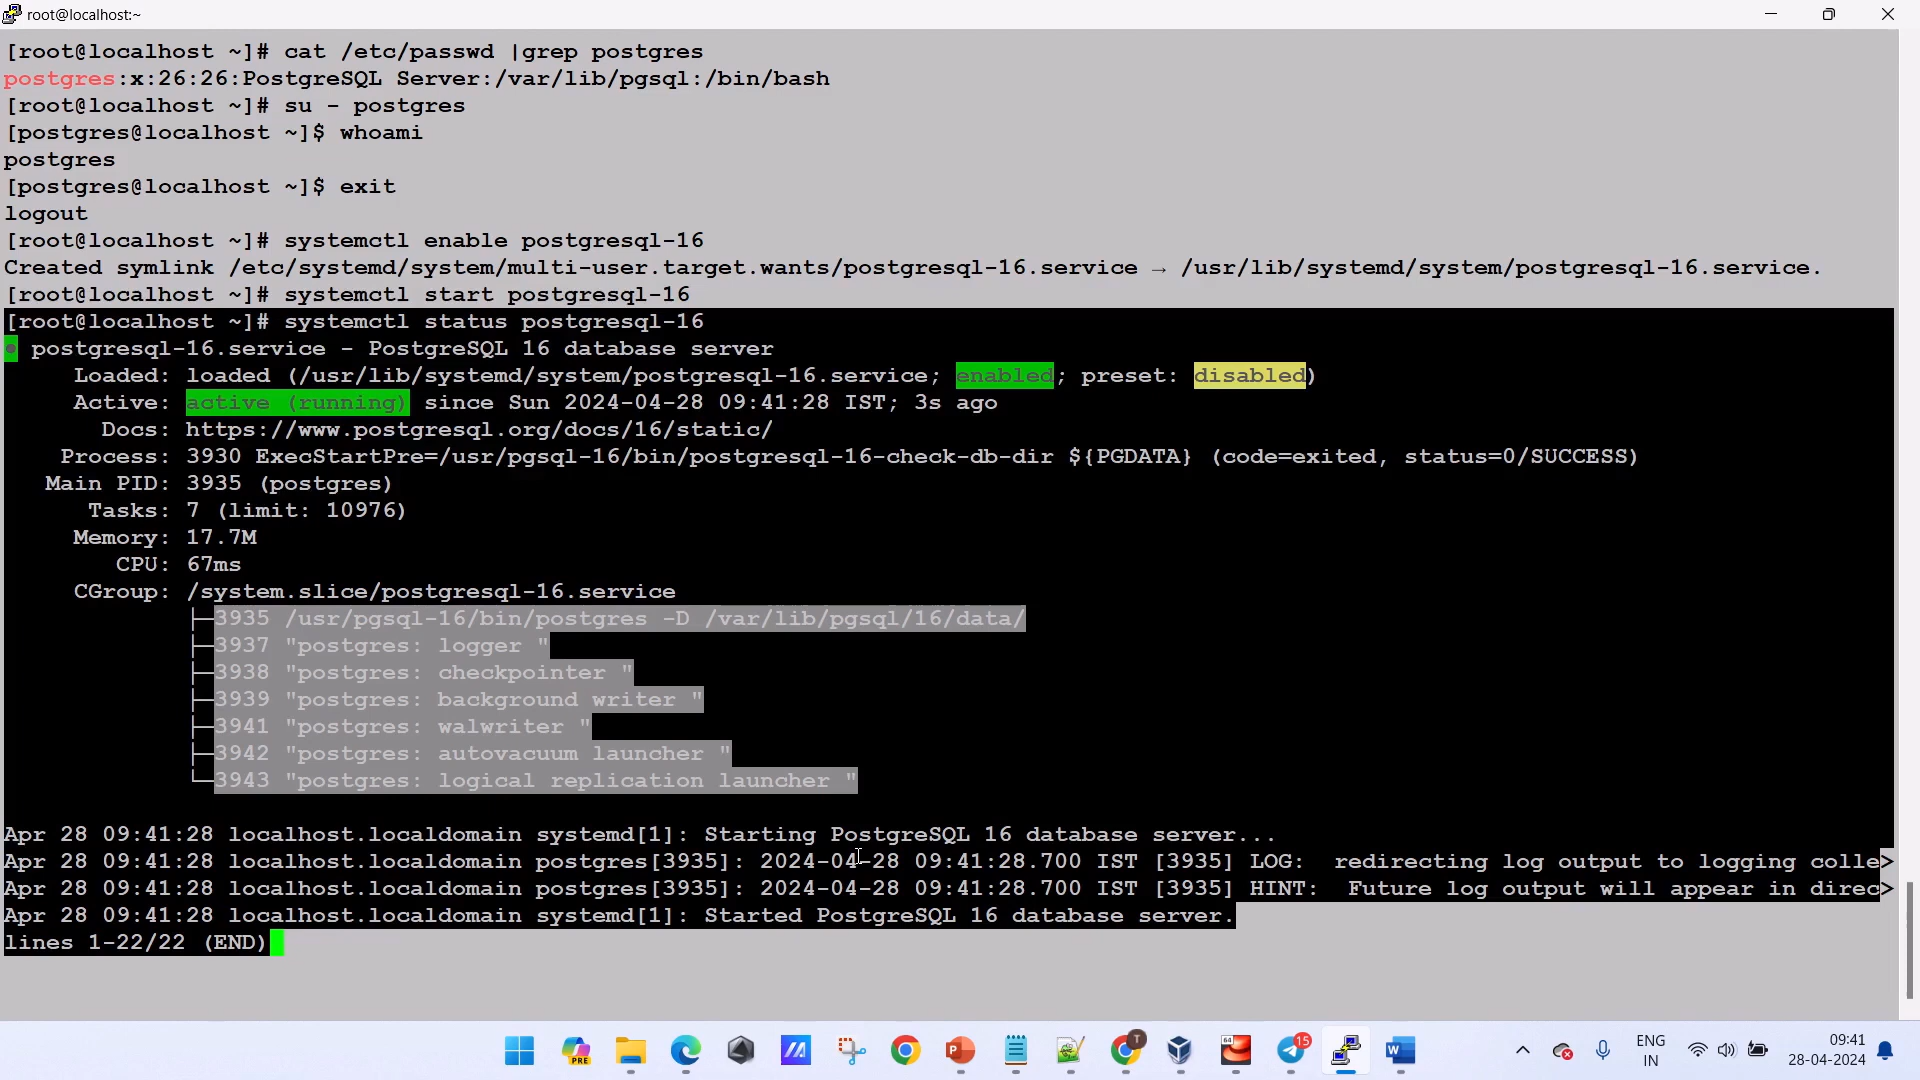 root@localhost:~
[root@localhost ~]# cat /etc/passwd |grep postgres
postgres:x:26:26:PostgreSQL Server:/var/lib/pgsql:/bin/bash
[root@localhost ~]# su - postgres
[postgres@localhost ~]$ whoami
postgres
[postgres@localhost ~]$ exit
logout
[root@localhost ~]# systemctl enable postgresql-16
Created symlink /etc/systemd/system/multi-user.target.wants/postgresql-16.service → /usr/lib/systemd/system/postgresql-16.service.
[root@localhost ~]# systemctl start postgresql-16
[root@localhost ~]# systemctl status postgresql-16
● postgresql-16.service - PostgreSQL 16 database server
Loaded: loaded (/usr/lib/systemd/system/postgresql-16.service; enabled; preset: disabled)
Active: active (running) since Sun 2024-04-28 09:41:28 IST; 3s ago
Docs: https://www.postgresql.org/docs/16/static/
Process: 3930 ExecStartPre=/usr/pgsql-16/bin/postgresql-16-check-db-dir ${PGDATA} (code=exited, status=0/SUCCESS)
Main PID: 3935 (postgres)
Tasks: 7 (limit: 10976)
Memory: 17.7M
CPU: 67ms
CGroup: /system.slice/postgresql-16.service
├─3935 /usr/pgsql-16/bin/postgres -D /var/lib/pgsql/16/data/
├─3937 "postgres: logger "
├─3938 "postgres: checkpointer "
├─3939 "postgres: background writer "
├─3941 "postgres: walwriter "
├─3942 "postgres: autovacuum launcher "
└─3943 "postgres: logical replication launcher "
Apr 28 09:41:28 localhost.localdomain systemd[1]: Starting PostgreSQL 16 database server...
Apr 28 09:41:28 localhost.localdomain postgres[3935]: 2024-04-28 09:41:28.700 IST [3935] LOG:  redirecting log output to logging colle>
Apr 28 09:41:28 localhost.localdomain postgres[3935]: 2024-04-28 09:41:28.700 IST [3935] HINT:  Future log output will appear in direc>
Apr 28 09:41:28 localhost.localdomain systemd[1]: Started PostgreSQL 16 database server.
lines 1-22/22 (END)
PRE
P
T
64
15
W
ENG
IN
09:41
28-04-2024